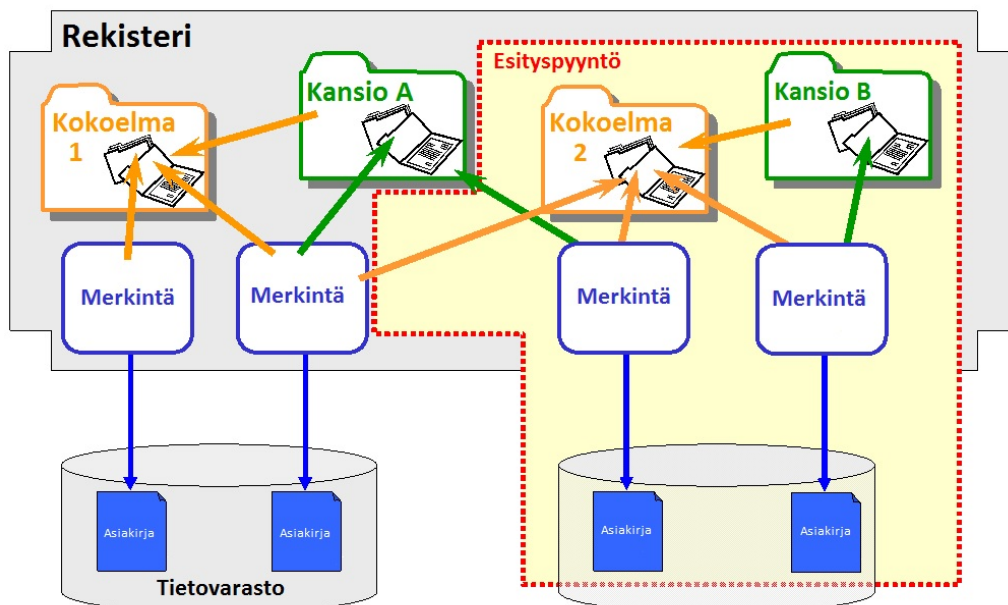 Rekisteri
Esityspyyntö
Kansio A
Kansio B
Kokoelma
1
Kokoelma
2
Merkintä
Merkintä
Merkintä
Merkintä
Asiakirja
Asiakirja
Asiakirja
Asiakirja
Tietovarasto